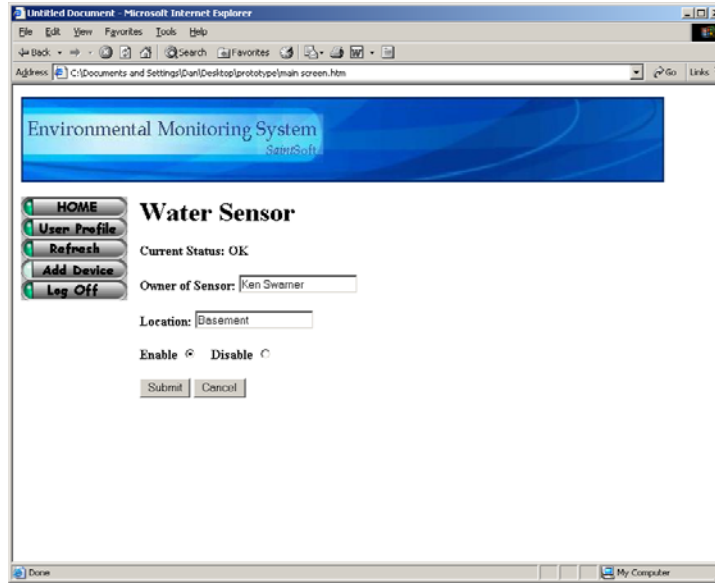 Untitled Document - Microsoft Internet Explorer
File Edit View Favorites Tools Help
Back Search Favorites
Address C:\Documents and Settings\Dan\Desktop\prototype\main screen.htm Go Links
Environmental Monitoring System
SaintSoft
HOME
User Profile
Refresh
Add Device
Log Off
Water Sensor
Current Status: OK
Owner of Sensor: Ken Swarner
Location: Basement
Enable Disable
Submit Cancel
Done My Computer